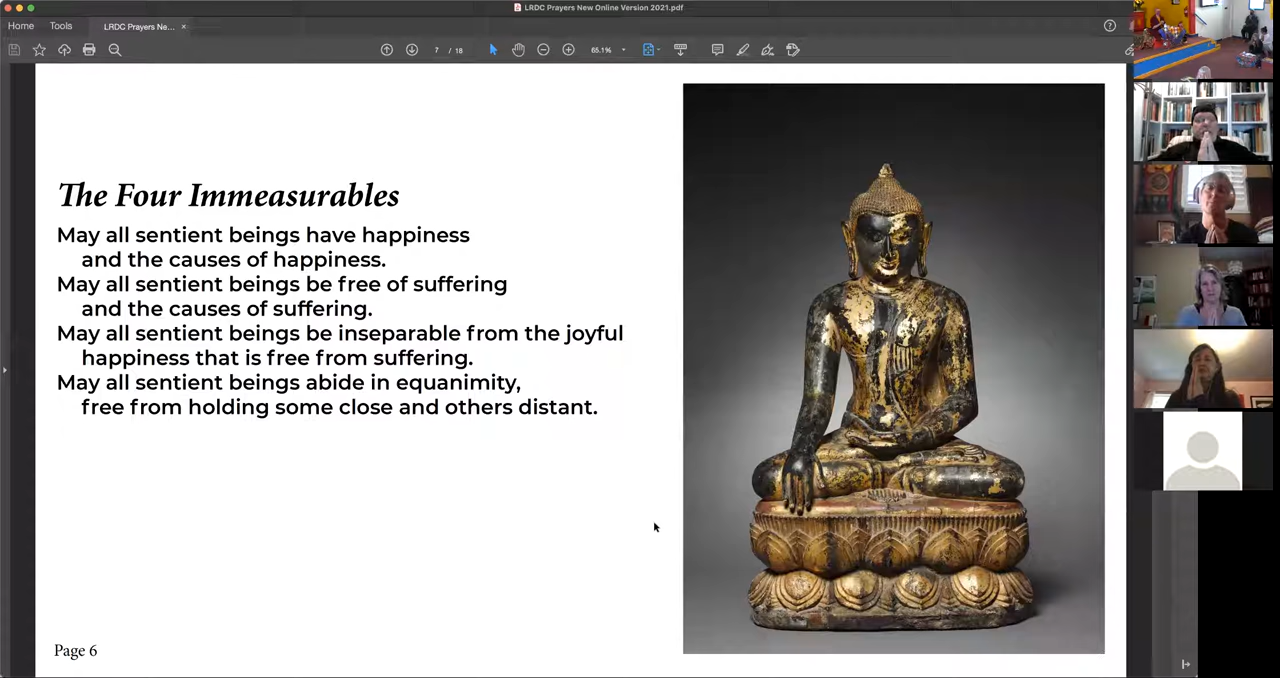 LRDC Prayers New Online Version 2021.pdf
Home Tools LRDC Prayers Ne... ×
7 / 18 65.1%
The Four Immeasurables
May all sentient beings have happiness
and the causes of happiness.
May all sentient beings be free of suffering
and the causes of suffering.
May all sentient beings be inseparable from the joyful
happiness that is free from suffering.
May all sentient beings abide in equanimity,
free from holding some close and others distant.
Page 6